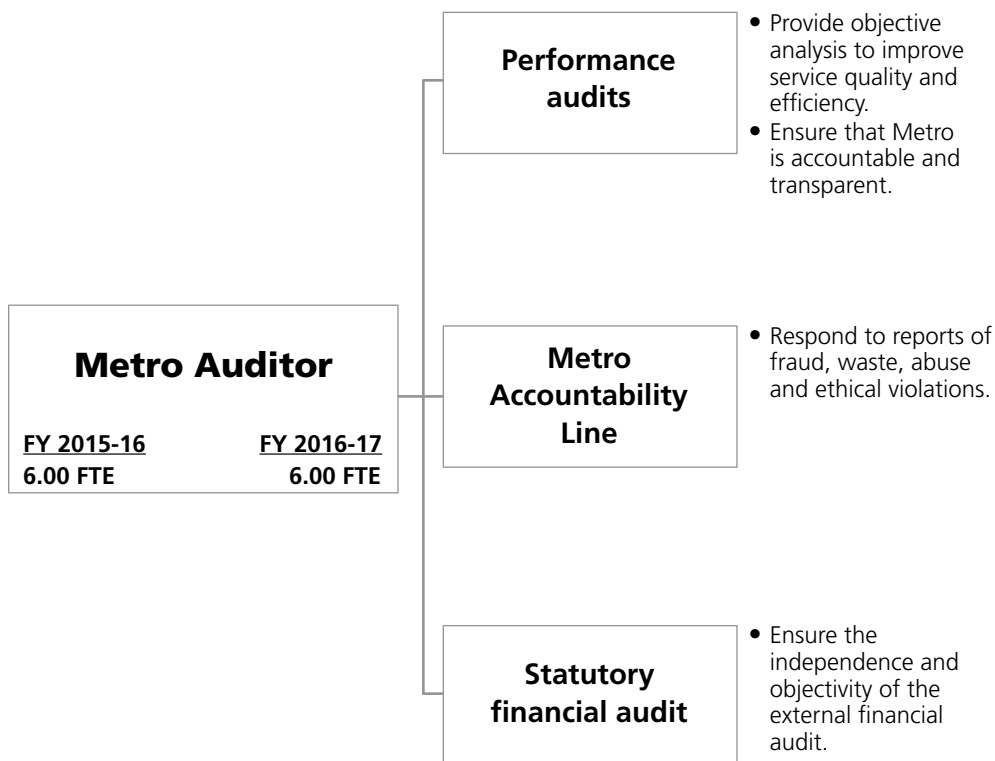 Performance
audits
• Provide objective
analysis to improve
service quality and
efficiency.
• Ensure that Metro
is accountable and
transparent.
Metro Auditor
FY 2015-16 FY 2016-17
6.00 FTE 6.00 FTE
Metro
Accountability
Line
• Respond to reports of
fraud, waste, abuse
and ethical violations.
Statutory
financial audit
• Ensure the
independence and
objectivity of the
external financial
audit.